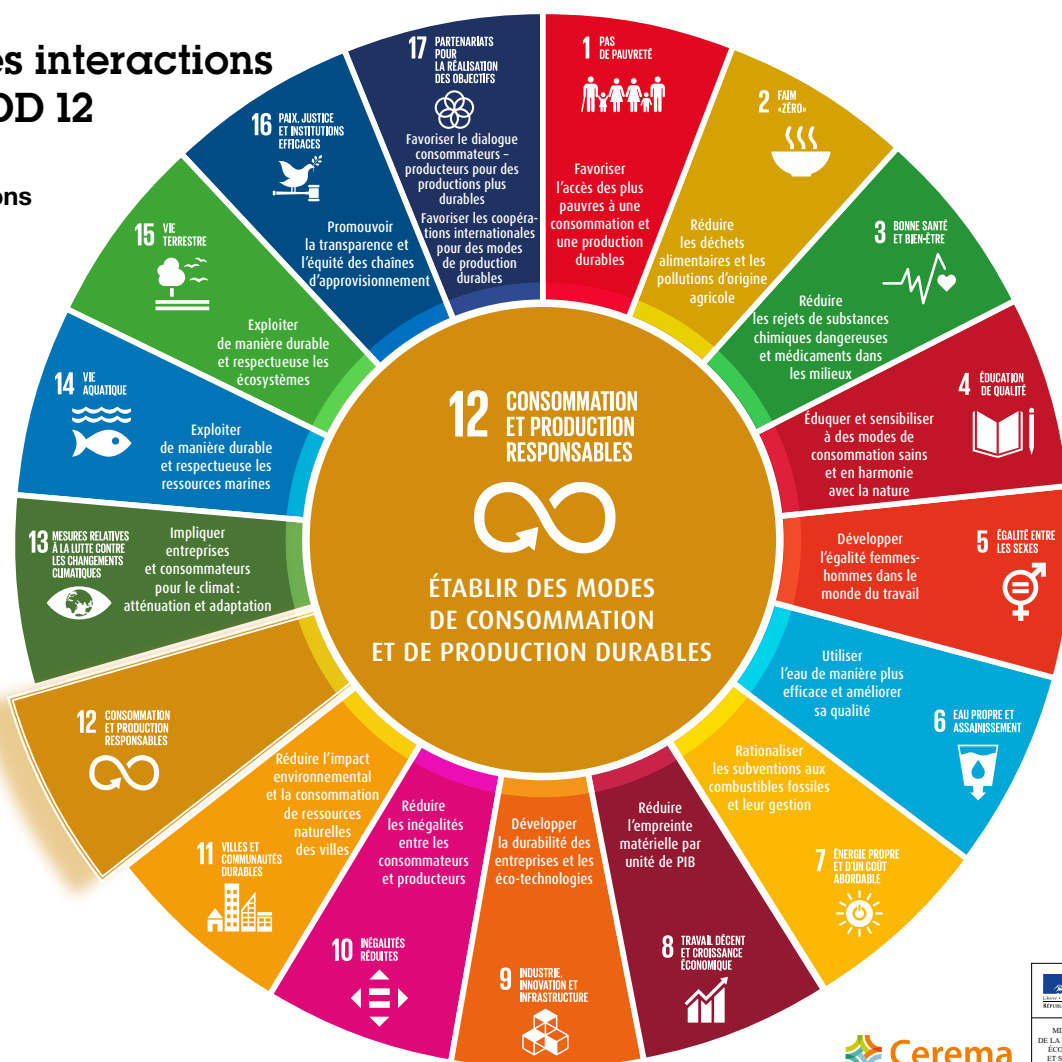 es interactions
DD 12
ons
12 CONSOMMATION
ET PRODUCTION
RESPONSABLES
ÉTABLIR DES MODES
DE CONSOMMATION
ET DE PRODUCTION DURABLES
1 PAS
DE PAUVRETÉ
Favoriser
l'accès des plus
pauvres à une
consommation et
une production
durables
2 FAIM
«ZÉRO»
Réduire
les déchets
alimentaires et les
pollutions d'origine
agricole
3 BONNE SANTÉ
ET BIEN-ÊTRE
Réduire
les rejets de substances
chimiques dangereuses
et médicaments dans
les milieux
4 ÉDUCATION
DE QUALITÉ
Éduquer et sensibiliser
à des modes de
consommation sains
et en harmonie
avec la nature
5 ÉGALITÉ ENTRE
LES SEXES
Développer
l'égalité femmes-
hommes dans le
monde du travail
6 EAU PROPRE ET
ASSAINISSEMENT
Utiliser
l'eau de manière plus
efficace et améliorer
sa qualité
7 ÉNERGIE PROPRE
ET D'UN COÛT
ABORDABLE
Rationaliser
les subventions aux
combustibles fossiles
et leur gestion
8 TRAVAIL DÉCENT
ET CROISSANCE
ÉCONOMIQUE
Réduire
l'empreinte
matérielle par
unité de PIB
9 INDUSTRIE,
INNOVATION ET
INFRASTRUCTURE
Développer
la durabilité des
entreprises et les
éco-technologies
10 INÉGALITÉS
RÉDUITES
Réduire
les inégalités
entre les
consommateurs
et producteurs
11 VILLES ET
COMMUNAUTÉS
DURABLES
Réduire l'impact
environnemental
et la consommation
de ressources
naturelles
des villes
12 CONSOMMATION
ET PRODUCTION
RESPONSABLES
13 MESURES RELATIVES
À LA LUTTE CONTRE
LES CHANGEMENTS
CLIMATIQUES
Impliquer
entreprises
et consommateurs
pour le climat :
atténuation et adaptation
14 VIE
AQUATIQUE
Exploiter
de manière durable
et respectueuse les
ressources marines
15 VIE
TERRESTRE
Exploiter
de manière durable
et respectueuse les
écosystèmes
16 PAIX, JUSTICE
ET INSTITUTIONS
EFFICACES
Promouvoir
la transparence et
l'équité des chaînes
d'approvisionnement
17 PARTENARIATS
POUR
LA RÉALISATION
DES OBJECTIFS
Favoriser le dialogue
consommateurs –
producteurs pour des
productions plus
durables
Favoriser les coopéra-
tions internationales
pour des modes
de production
durables
Cerema